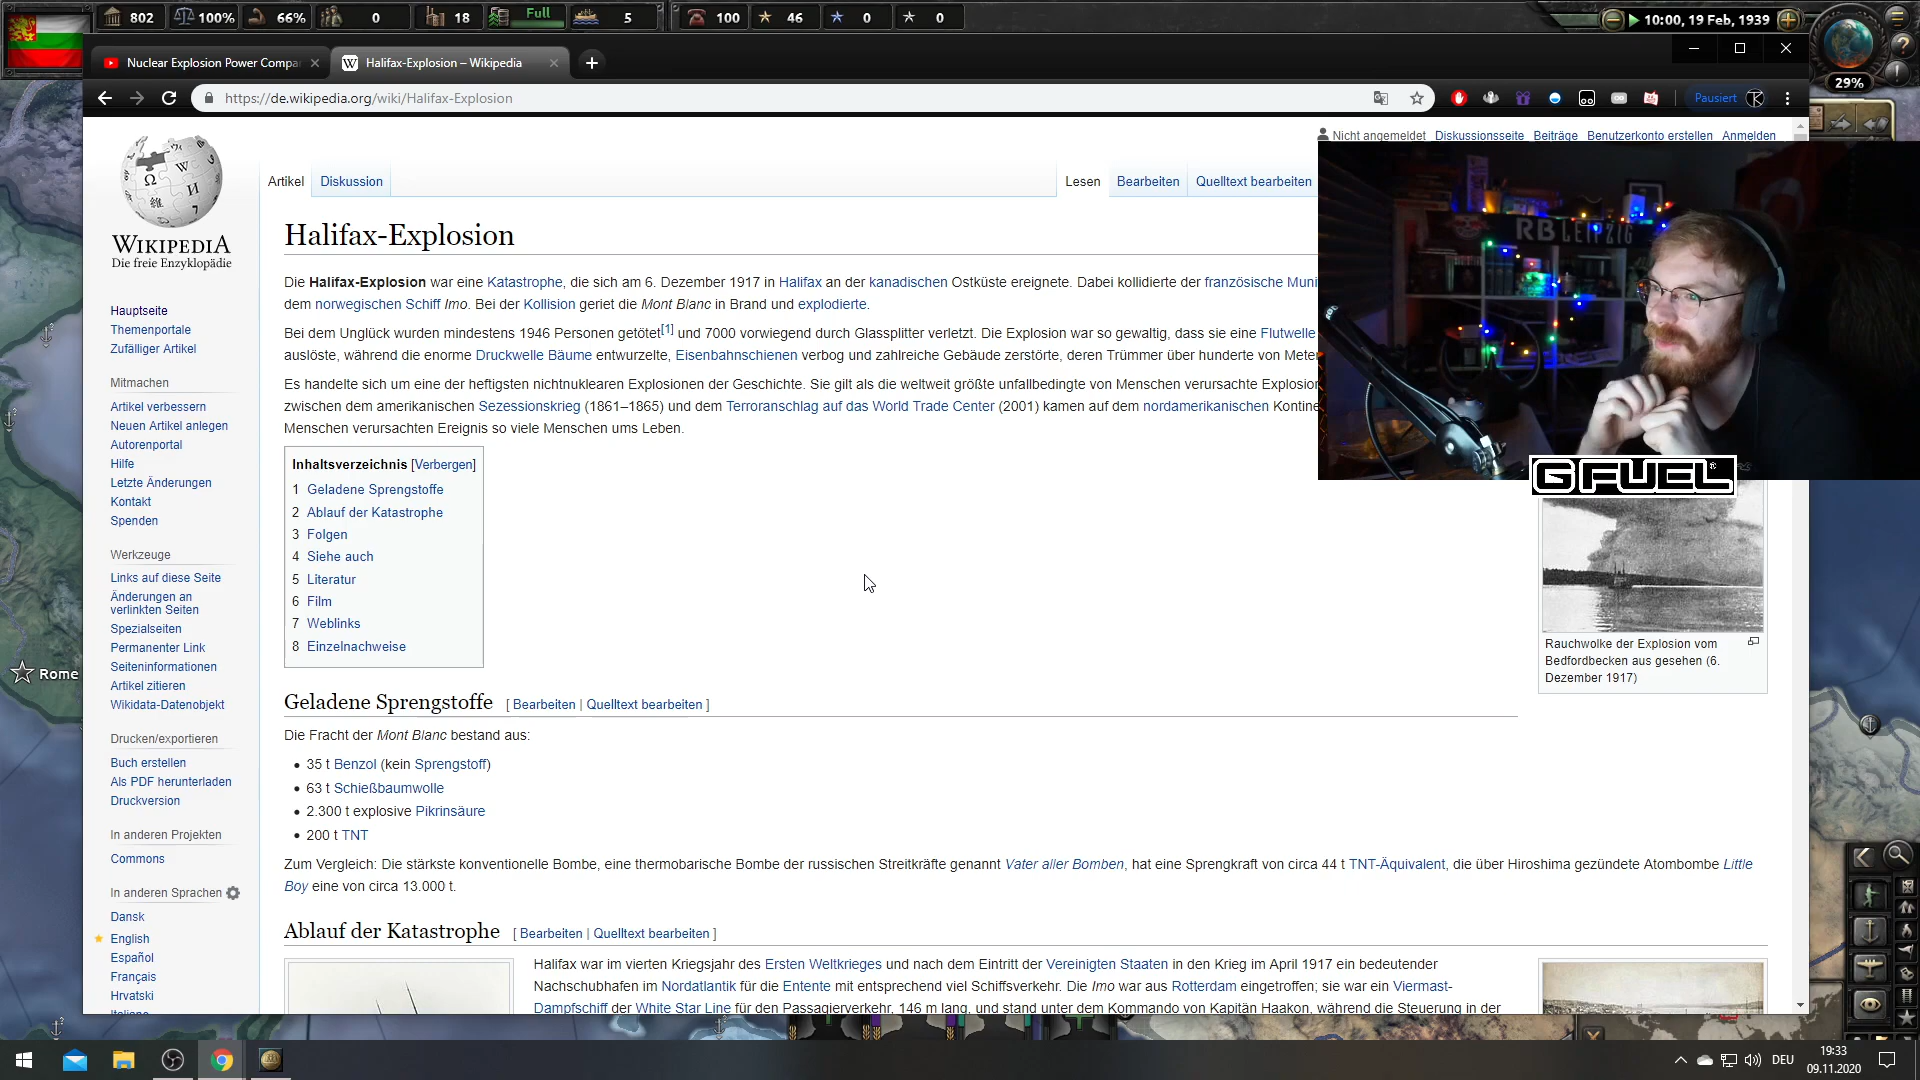 802
100%
66%
0
18
Full
5
100
46
0
0
10:00, 19 Feb, 1939
29%
Nuclear Explosion Power Compa
Halifax-Explosion – Wikipedia
https://de.wikipedia.org/wiki/Halifax-Explosion
Pausiert
Nicht angemeldet Diskussionsseite Beiträge Benutzerkonto erstellen Anmelden
Artikel Diskussion
Lesen Bearbeiten Quelltext bearbeiten
WIKIPEDIA
Die freie Enzyklopädie
Hauptseite
Themenportale
Zufälliger Artikel
Mitmachen
Artikel verbessern
Neuen Artikel anlegen
Autorenportal
Hilfe
Letzte Änderungen
Kontakt
Spenden
Werkzeuge
Links auf diese Seite
Änderungen an
verlinkten Seiten
Spezialseiten
Permanenter Link
Seiteninformationen
Artikel zitieren
Wikidata-Datenobjekt
Drucken/exportieren
Buch erstellen
Als PDF herunterladen
Druckversion
In anderen Projekten
Commons
In anderen Sprachen
Dansk
English
Español
Français
Hrvatski
Italiano
Halifax-Explosion
Die Halifax-Explosion war eine Katastrophe, die sich am 6. Dezember 1917 in Halifax an der kanadischen Ostküste ereignete. Dabei kollidierte der französische Muni
dem norwegischen Schiff Imo. Bei der Kollision geriet die Mont Blanc in Brand und explodierte.
Bei dem Unglück wurden mindestens 1946 Personen getötet[1] und 7000 vorwiegend durch Glassplitter verletzt. Die Explosion war so gewaltig, dass sie eine Flutwelle
auslöste, während die enorme Druckwelle Bäume entwurzelte, Eisenbahnschienen verbog und zahlreiche Gebäude zerstörte, deren Trümmer über hunderte von Meter
Es handelte sich um eine der heftigsten nichtnuklearen Explosionen der Geschichte. Sie gilt als die weltweit größte unfallbedingte von Menschen verursachte Explosion
zwischen dem amerikanischen Sezessionskrieg (1861–1865) und dem Terroranschlag auf das World Trade Center (2001) kamen auf dem nordamerikanischen Kontine
Menschen verursachten Ereignis so viele Menschen ums Leben.
Inhaltsverzeichnis [Verbergen]
1 Geladene Sprengstoffe
2 Ablauf der Katastrophe
3 Folgen
4 Siehe auch
5 Literatur
6 Film
7 Weblinks
8 Einzelnachweise
RB LEIPZIG
G FUEL
Rauchwolke der Explosion vom
Bedfordbecken aus gesehen (6.
Dezember 1917)
Geladene Sprengstoffe [ Bearbeiten | Quelltext bearbeiten ]
Die Fracht der Mont Blanc bestand aus:
• 35 t Benzol (kein Sprengstoff)
• 63 t Schießbaumwolle
• 2.300 t explosive Pikrinsäure
• 200 t TNT
Zum Vergleich: Die stärkste konventionelle Bombe, eine thermobarische Bombe der russischen Streitkräfte genannt Vater aller Bomben, hat eine Sprengkraft von circa 44 t TNT-Äquivalent, die über Hiroshima gezündete Atombombe Little
Boy eine von circa 13.000 t.
Ablauf der Katastrophe [ Bearbeiten | Quelltext bearbeiten ]
Halifax war im vierten Kriegsjahr des Ersten Weltkrieges und nach dem Eintritt der Vereinigten Staaten in den Krieg im April 1917 ein bedeutender
Nachschubhafen im Nordatlantik für die Entente mit entsprechend viel Schiffsverkehr. Die Imo war aus Rotterdam eingetroffen; sie war ein Viermast-
Dampfschiff der White Star Line für den Passagierverkehr, 146 m lang, und stand unter dem Kommando von Kapitän Haakon, während die Steuerung in der
Rome
DEU
19:33
09.11.2020